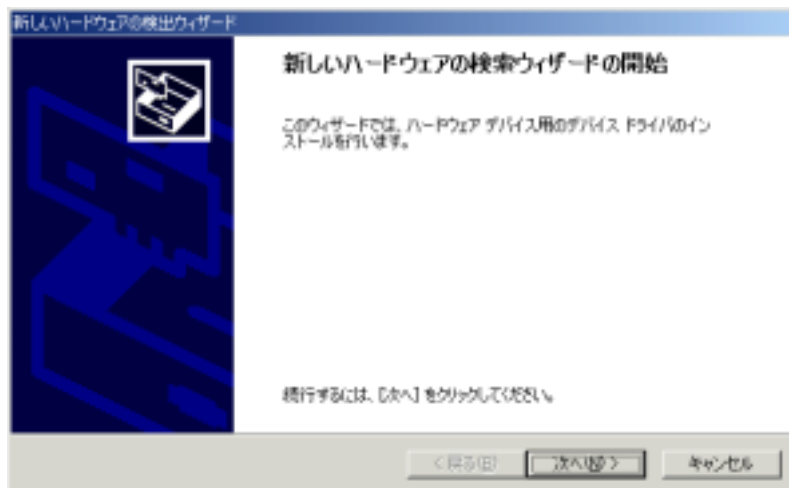 新しいハードウェアの検出ウィザード
新しいハードウェアの検索ウィザードの開始
このウィザードでは、ハードウェア デバイス用のデバイス ドライバのイン
ストールを行います。
続行するには、[次へ] をクリックしてください。
< 戻る(B)
次へ(N) >
キャンセル